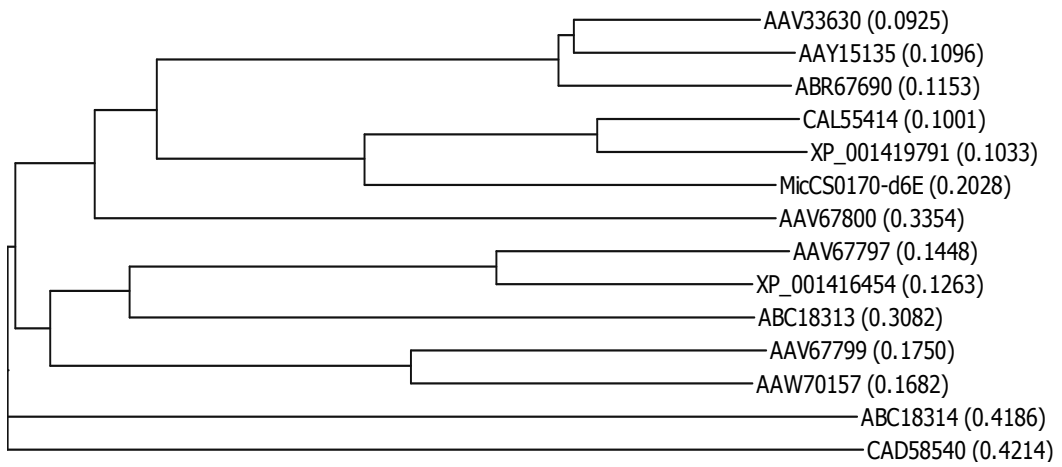 AAV33630 (0.0925)
AAY15135 (0.1096)
ABR67690 (0.1153)
CAL55414 (0.1001)
XP_001419791 (0.1033)
MicCS0170-d6E (0.2028)
AAV67800 (0.3354)
AAV67797 (0.1448)
XP_001416454 (0.1263)
ABC18313 (0.3082)
AAV67799 (0.1750)
AAW70157 (0.1682)
ABC18314 (0.4186)
CAD58540 (0.4214)